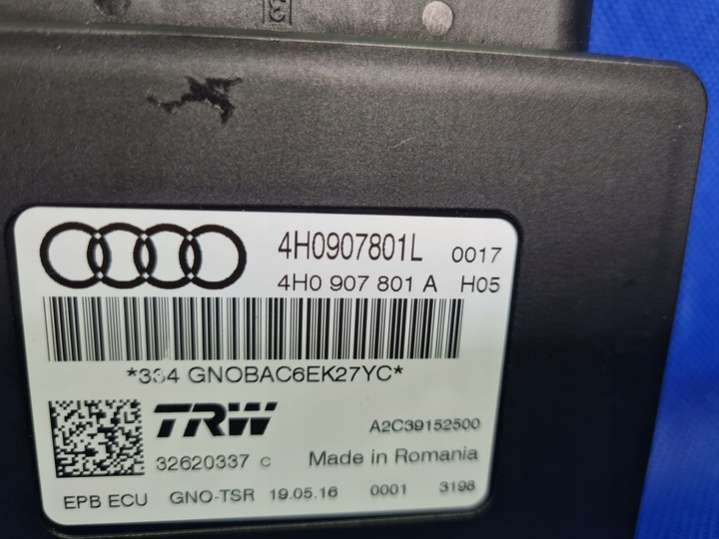 4H0907801L 0017
4H0 907 801 A H05
*334 GNOBAC6EK27YC*
TRW A2C39152500
32620337 C Made in Romania
EPB ECU GNO-TSR 19.05.16 0001 3198